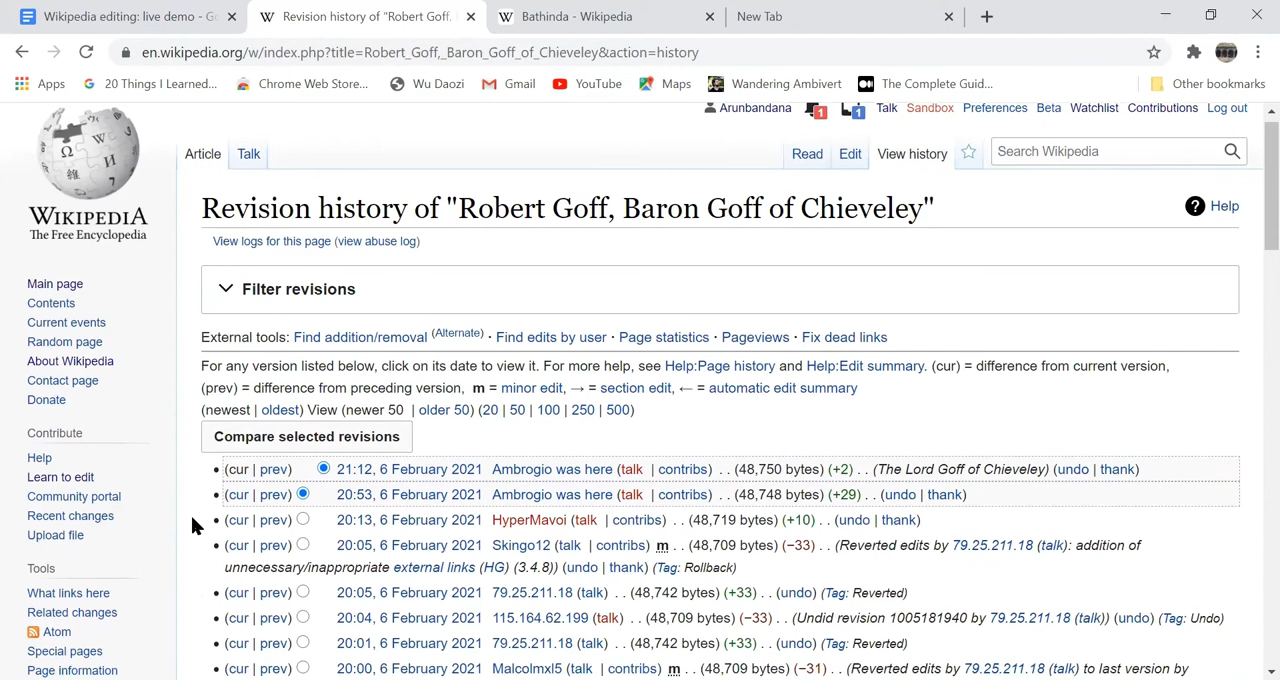 Wikipedia editing: live demo - Go
Revision history of "Robert Goff,
Bathinda - Wikipedia
New Tab
en.wikipedia.org/w/index.php?title=Robert_Goff,_Baron_Goff_of_Chieveley&action=history
Apps 20 Things I Learned... Chrome Web Store... Wu Daozi Gmail YouTube Maps Wandering Ambivert The Complete Guid... Other bookmarks
Arunbandana 1 1 Talk Sandbox Preferences Beta Watchlist Contributions Log out
Article Talk Read Edit View history Search Wikipedia
WIKIPEDIA
The Free Encyclopedia
Main page
Contents
Current events
Random page
About Wikipedia
Contact page
Donate
Contribute
Help
Learn to edit
Community portal
Recent changes
Upload file
Tools
What links here
Related changes
Atom
Special pages
Page information
Revision history of "Robert Goff, Baron Goff of Chieveley"
? Help
View logs for this page (view abuse log)
Filter revisions
External tools: Find addition/removal (Alternate) · Find edits by user · Page statistics · Pageviews · Fix dead links
For any version listed below, click on its date to view it. For more help, see Help:Page history and Help:Edit summary. (cur) = difference from current version,
(prev) = difference from preceding version, m = minor edit, → = section edit, ← = automatic edit summary
(newest | oldest) View (newer 50 | older 50) (20 | 50 | 100 | 250 | 500)
Compare selected revisions
(cur | prev) 21:12, 6 February 2021 Ambrogio was here (talk | contribs) . . (48,750 bytes) (+2) . . (The Lord Goff of Chieveley) (undo | thank)
(cur | prev) 20:53, 6 February 2021 Ambrogio was here (talk | contribs) . . (48,748 bytes) (+29) . . (undo | thank)
(cur | prev) 20:13, 6 February 2021 HyperMavoi (talk | contribs) . . (48,719 bytes) (+10) . . (undo | thank)
(cur | prev) 20:05, 6 February 2021 Skingo12 (talk | contribs) m . . (48,709 bytes) (−33) . . (Reverted edits by 79.25.211.18 (talk): addition of
unnecessary/inappropriate external links (HG) (3.4.8)) (undo | thank) (Tag: Rollback)
(cur | prev) 20:05, 6 February 2021 79.25.211.18 (talk) . . (48,742 bytes) (+33) . . (undo) (Tag: Reverted)
(cur | prev) 20:04, 6 February 2021 115.164.62.199 (talk) . . (48,709 bytes) (−33) . . (Undid revision 1005181940 by 79.25.211.18 (talk)) (undo) (Tag: Undo)
(cur | prev) 20:01, 6 February 2021 79.25.211.18 (talk) . . (48,742 bytes) (+33) . . (undo) (Tag: Reverted)
(cur | prev) 20:00, 6 February 2021 Malcolmxl5 (talk | contribs) m . . (48,709 bytes) (−31) . . (Reverted edits by 79.25.211.18 (talk) to last version by